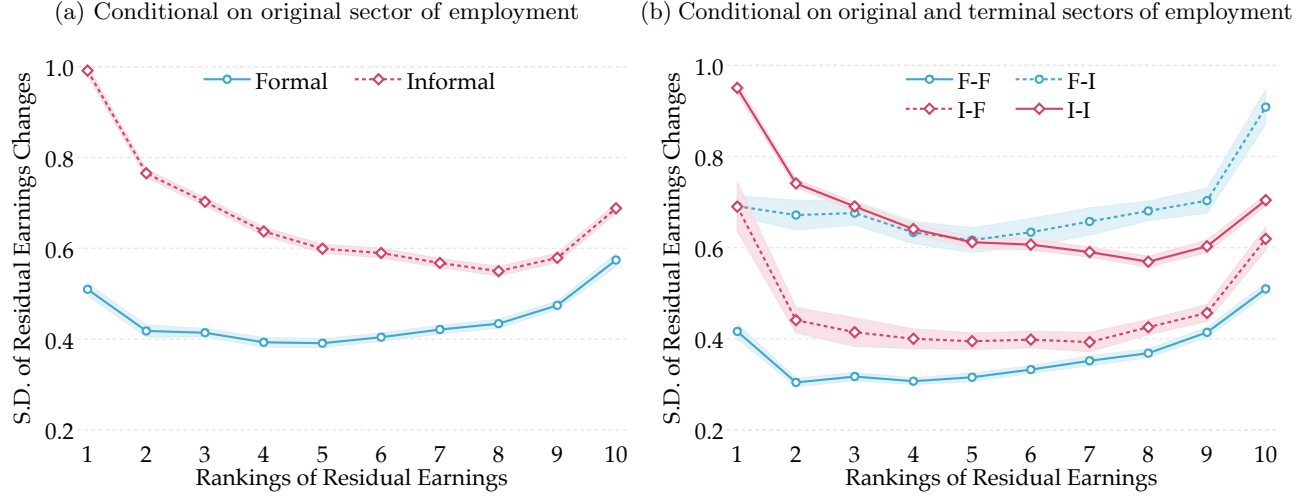 (a) Conditional on original sector of employment
S.D. of Residual Earnings Changes
1.0
0.8
0.6
0.4
0.2
Formal
Informal
1 2 3 4 5 6 7 8 9 10
Rankings of Residual Earnings
(b) Conditional on original and terminal sectors of employment
S.D. of Residual Earnings Changes
1.0
0.8
0.6
0.4
0.2
F-F
F-I
I-F
I-I
1 2 3 4 5 6 7 8 9 10
Rankings of Residual Earnings